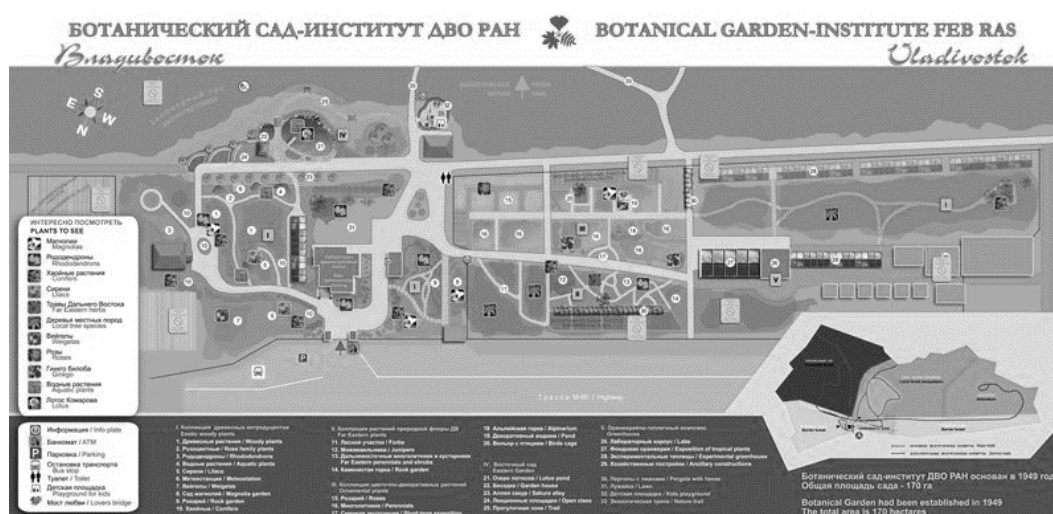 БОТАНИЧЕСКИЙ САД-ИНСТИТУТ ДВО РАН
BOTANICAL GARDEN-INSTITUTE FEB RAS
Владивосток
Vladivostok
S
E
W
N
ИНТЕРЕСНО ПОСМОТРЕТЬ
PLANTS TO SEE
Магнолии
Magnolias
Рододендроны
Rhododendrons
Хвойные растения
Conifers
Сирени
Lilacs
Травы Дальнего Востока
Far Eastern herbs
Деревья местных пород
Local tree species
Вейгелы
Weigelas
Розы
Roses
Гинкго билоба
Ginkgo
Водные растения
Aquatic plants
Лотос Комарова
Lotus
Информация / Info plate
Банкомат / ATM
Парковка / Parking
Остановка транспорта
Bus stop
Туалет / Toilet
Детская площадка
Playground for kids
Мост любви / Lovers bridge
Трасса М-60 / Highway
I. Коллекция древесных интродуцентов
Exotic woody plants
1. Древесные растения / Woody plants
2. Розоцветные / Rose family plants
3. Рододендроны / Rhododendrons
4. Водные растения / Aquatic plants
5. Сирени / Lilacs
6. Метеостанция / Meteostation
7. Вейгелы / Weigelas
8. Сад магнолий / Magnolia garden
9. Рокарий / Rock garden
10. Хвойные / Conifers
II. Коллекция растений природной флоры ДВ
Far Eastern plants
11. Лесной участок / Forbs
12. Можжевельники / Junipers
13. Дальневосточные многолетники и кустарники
Far Eastern perennials and shrubs
14. Каменистая горка / Rock garden
III. Коллекция цветочно-декоративных растений
Ornamental plants
15. Розарий / Roses
16. Многолетники / Perennials
18. Альпийская горка / Alpinarium
19. Декоративный водоем / Pond
20. Вольер с птицами / Birds cage
IV. Восточный сад
Eastern Garden
21. Озеро лотосов / Lotus pond
22. Беседка / Garden house
23. Аллея сакур / Sakura alley
24. Лекционные площадки / Open class
25. Прогулочная зона / Trail
V. Оранжерейно-тепличный комплекс
Greenhouse
26. Лабораторный корпус / Labs
27. Фондовая оранжерея / Exposition of tropical plants
28. Экспериментальные теплицы / Experimental greenhouse
29. Хозяйственные постройки / Ancillary constructions
30. Перголы с лианами / Pergola with lianas
31. Лужайка / Lawn
32. Детская площадка / Kids playground
33. Экологическая тропа / Nature trail
Ботанический сад-институт ДВО РАН основан в 1949 году
Общая площадь сада - 170 га
Botanical Garden had been established in 1949
The total area is 170 hectares